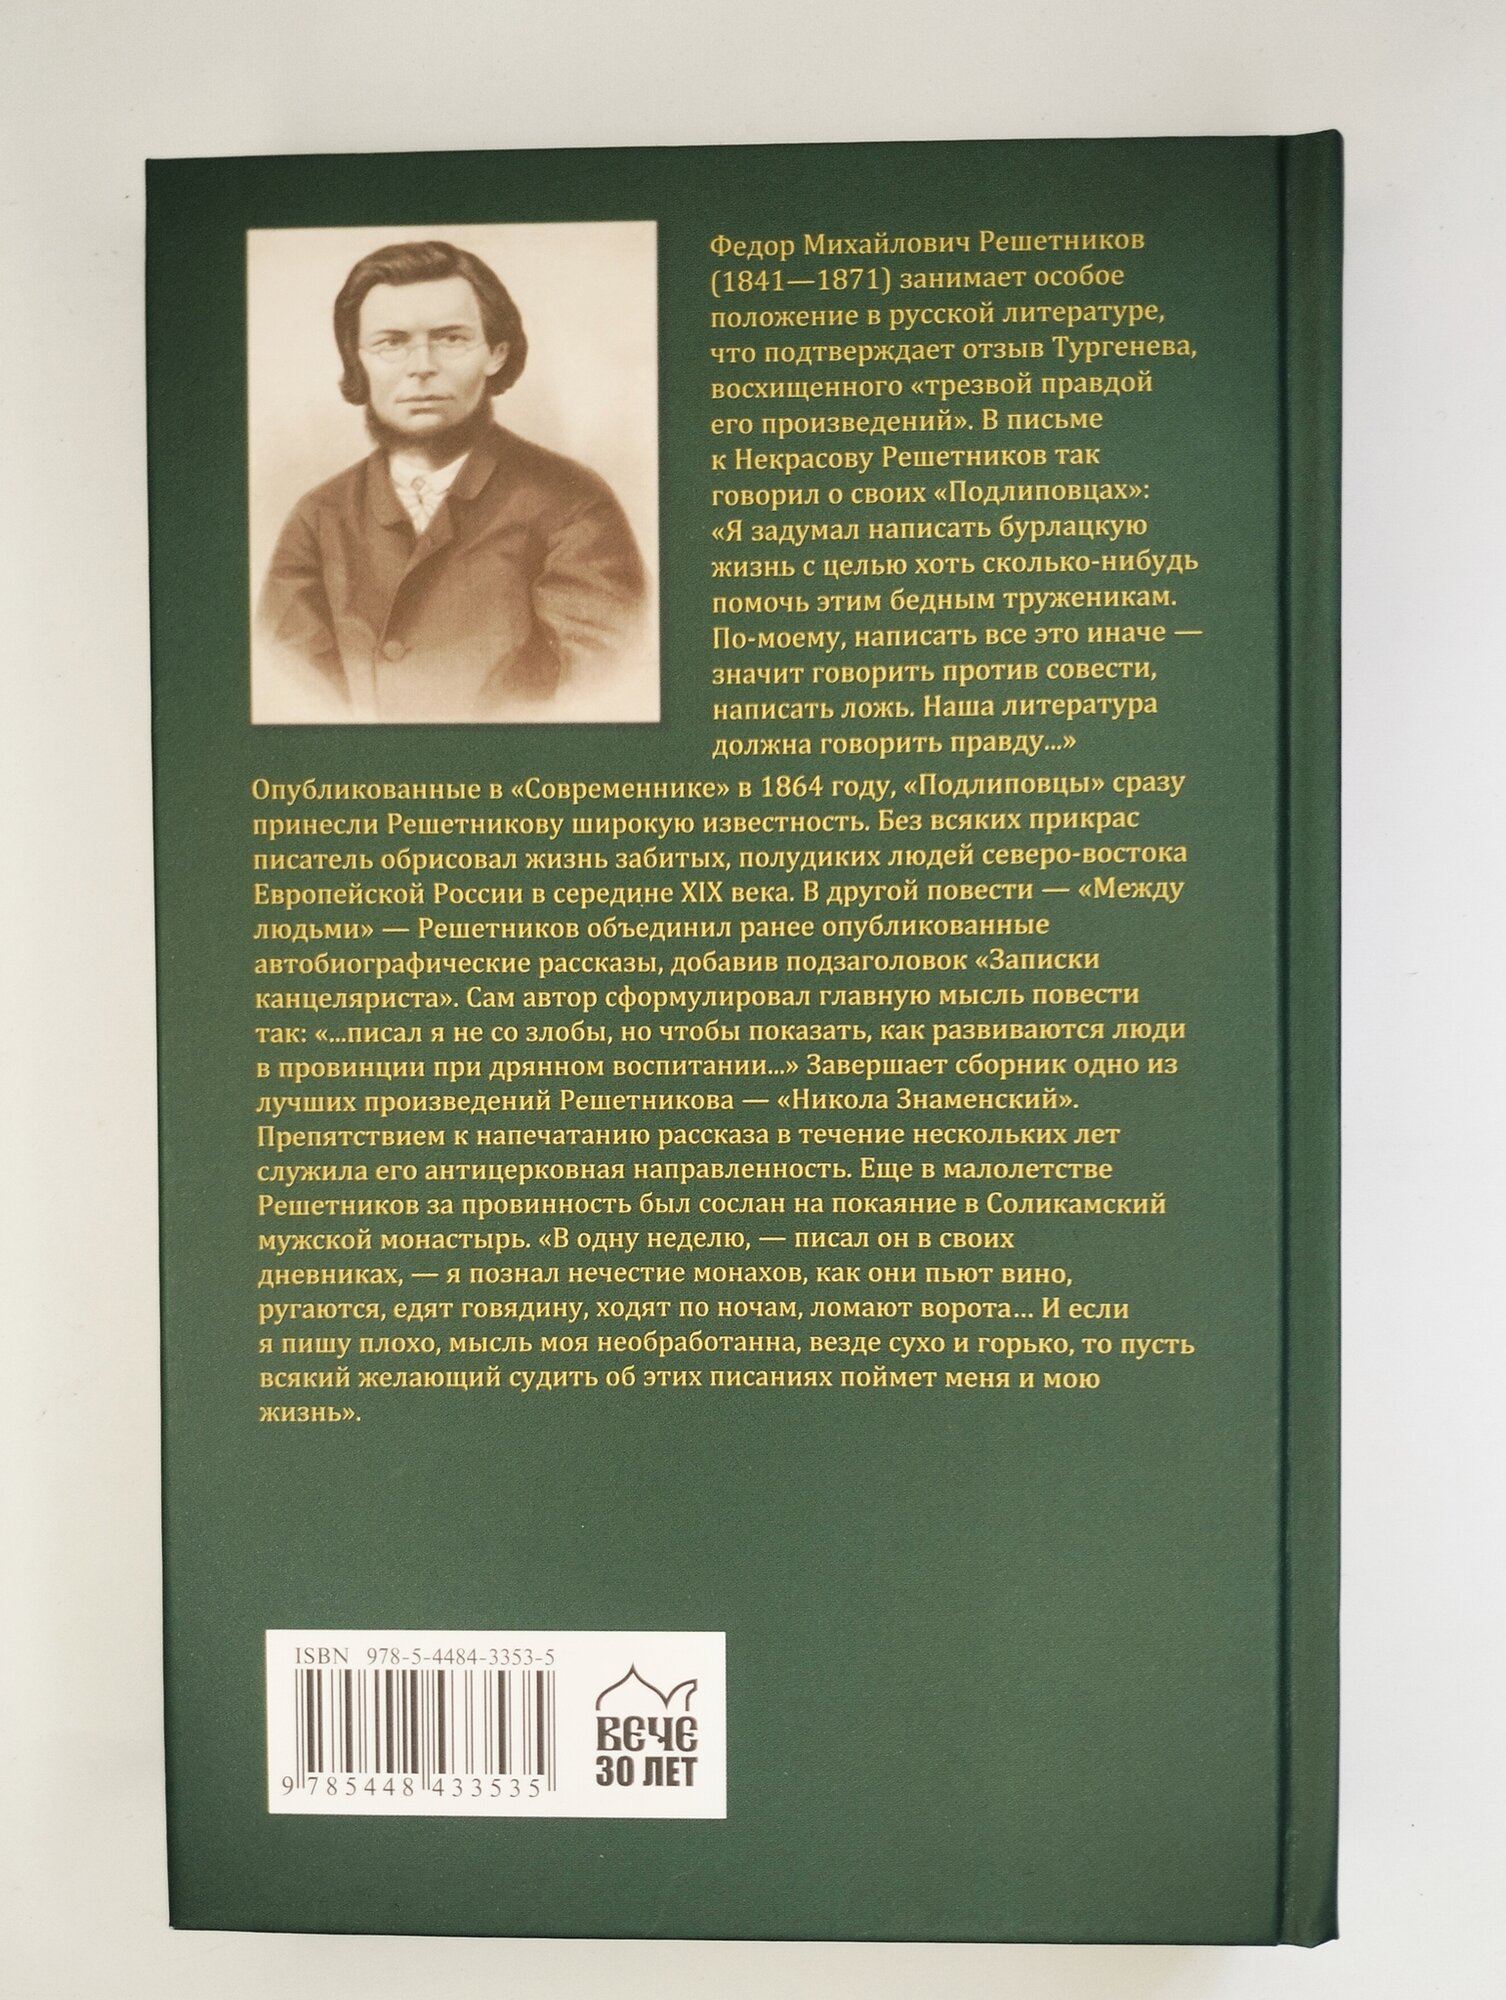 Федор Михайлович Решетников
(1841—1871) занимает особое
положение в русской литературе,
что подтверждает отзыв Тургенева,
восхищенного «трезвой правдой
его произведений». В письме
к Некрасову Решетников так
говорил о своих «Подлиповцах»:
«Я задумал написать бурлацкую
жизнь с целью хоть сколько-нибудь
помочь этим бедным труженикам.
По-моему, написать все это иначе —
значит говорить против совести,
написать ложь. Наша литература
должна говорить правду...»
Опубликованные в «Современнике» в 1864 году, «Подлиповцы» сразу
принесли Решетникову широкую известность. Без всяких прикрас
писатель обрисовал жизнь забитых, полудиких людей северо-востока
Европейской России в середине XIX века. В другой повести — «Между
людьми» — Решетников объединил ранее опубликованные
автобиографические рассказы, добавив подзаголовок «Записки
канцеляриста». Сам автор сформулировал главную мысль повести
так: «...писал я не со злобы, но чтобы показать, как развиваются люди
в провинции при дрянном воспитании...» Завершает сборник одно из
лучших произведений Решетникова — «Никола Знаменский».
Препятствием к напечатанию рассказа в течение нескольких лет
служила его антицерковная направленность. Еще в малолетстве
Решетников за провинность был сослан на покаяние в Соликамский
мужской монастырь. «В одну неделю, — писал он в своих
дневниках, — я познал нечестие монахов, как они пьют вино,
ругаются, едят говядину, ходят по ночам, ломают ворота... И если
я пишу плохо, мысль моя необработанна, везде сухо и горько, то пусть
всякий желающий судить об этих писаниях поймет меня и мою
жизнь».
ISBN 978-5-4484-3353-5
9 785448 433535
ВЕЧЕ
30 ЛЕТ